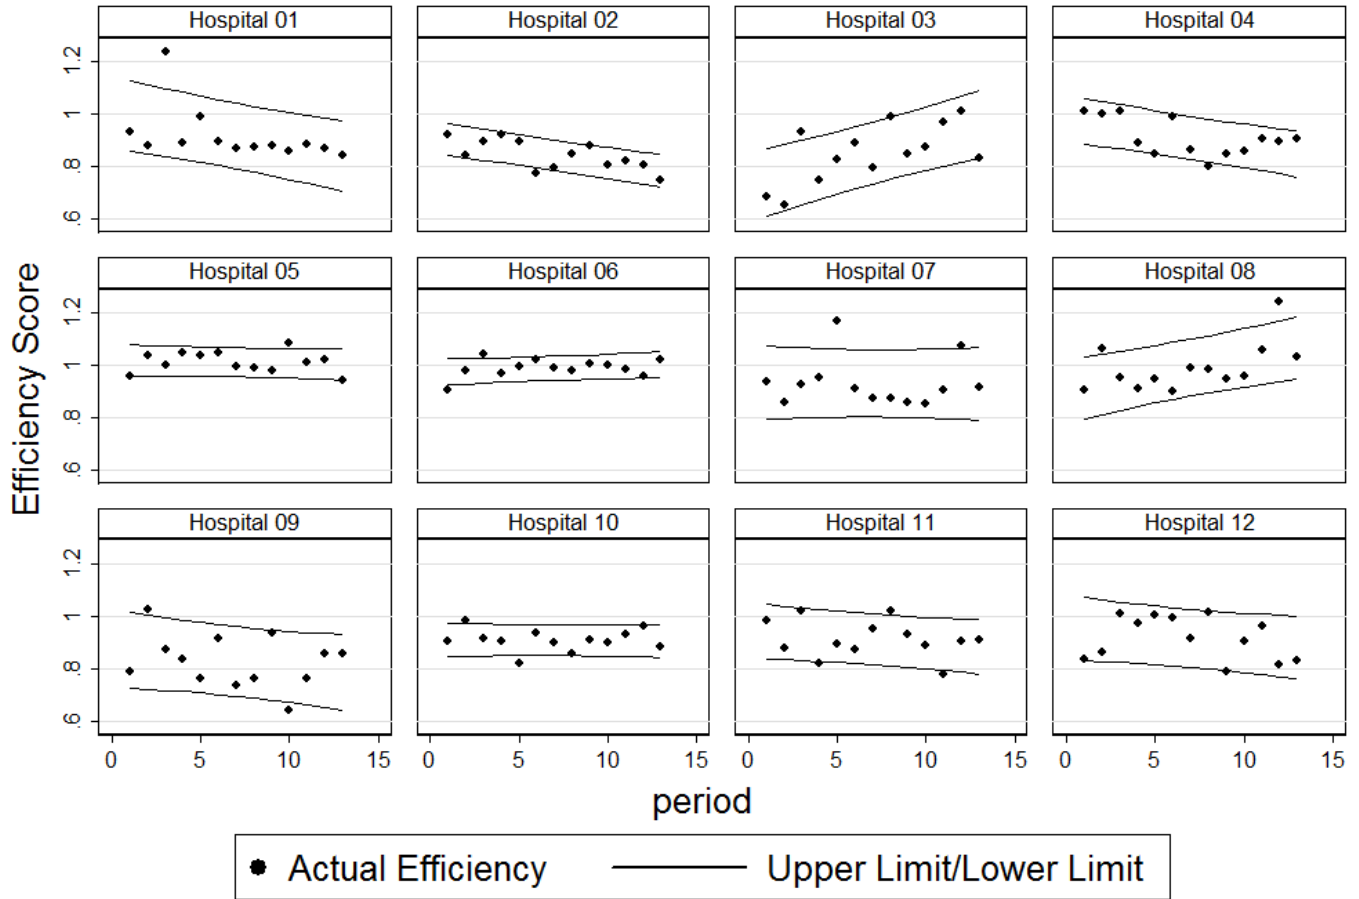 Hospital 01 Hospital 02 Hospital 03 Hospital 04
1.2
1
.8
.6
Hospital 05 Hospital 06 Hospital 07 Hospital 08
1.2
1
.8
.6
Hospital 09 Hospital 10 Hospital 11 Hospital 12
1.2
1
.8
.6
Efficiency Score
0 5 10 15 0 5 10 15 0 5 10 15 0 5 10 15
period
Actual Efficiency Upper Limit/Lower Limit